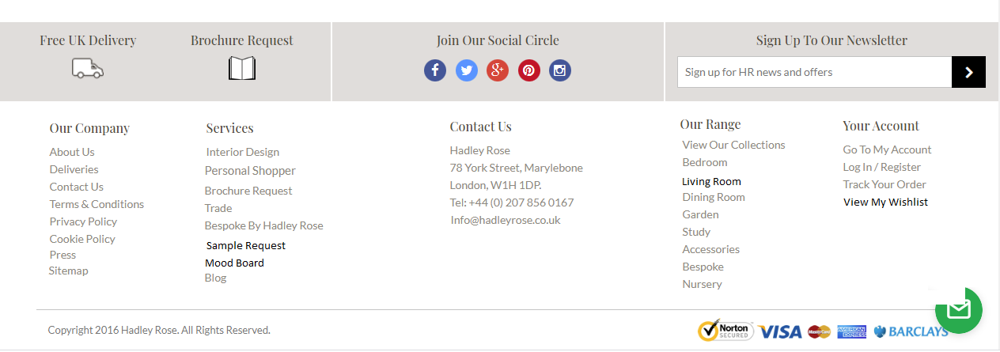 Free UK Delivery
Brochure Request
Join Our Social Circle
Sign Up To Our Newsletter
Sign up for HR news and offers
Our Company
About Us
Deliveries
Contact Us
Terms & Conditions
Privacy Policy
Cookie Policy
Press
Sitemap
Services
Interior Design
Personal Shopper
Brochure Request
Trade
Bespoke By Hadley Rose
Sample Request
Mood Board
Blog
Contact Us
Hadley Rose
78 York Street, Marylebone
London, W1H 1DP.
Tel: +44 (0) 207 856 0167
Info@hadleyrose.co.uk
Our Range
View Our Collections
Bedroom
Living Room
Dining Room
Garden
Study
Accessories
Bespoke
Nursery
Your Account
Go To My Account
Log In / Register
Track Your Order
View My Wishlist
Copyright 2016 Hadley Rose. All Rights Reserved.
Norton
SECURED
VISA
MasterCard
AMERICAN
EXPRESS
BARCLAYS